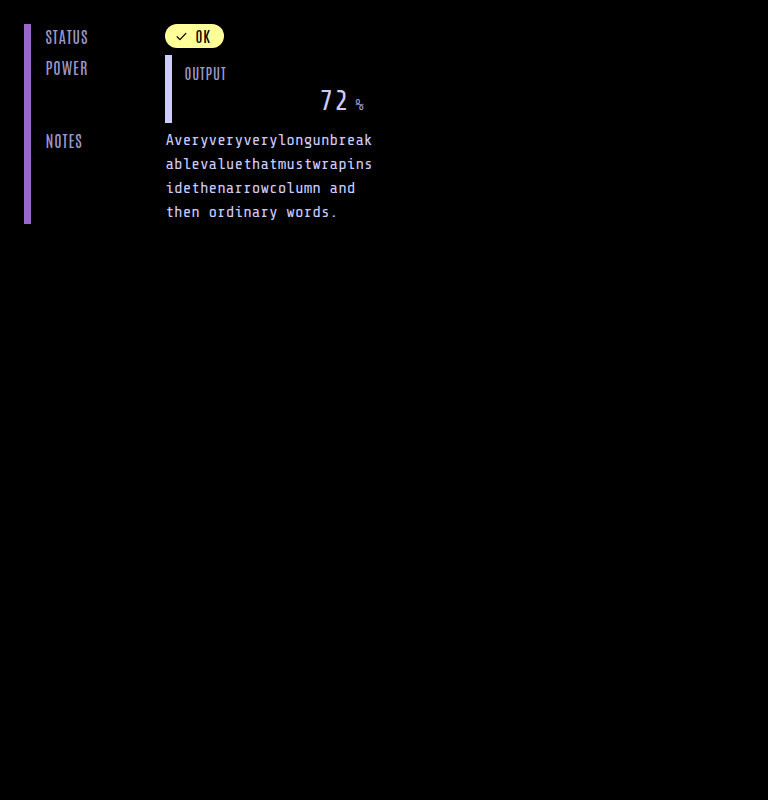 STATUS ✓ OK
POWER
OUTPUT
72 %
NOTES Averyveryverylongunbreak
ablevaluethatmustwrapins
idethenarrowcolumn and
then ordinary words.